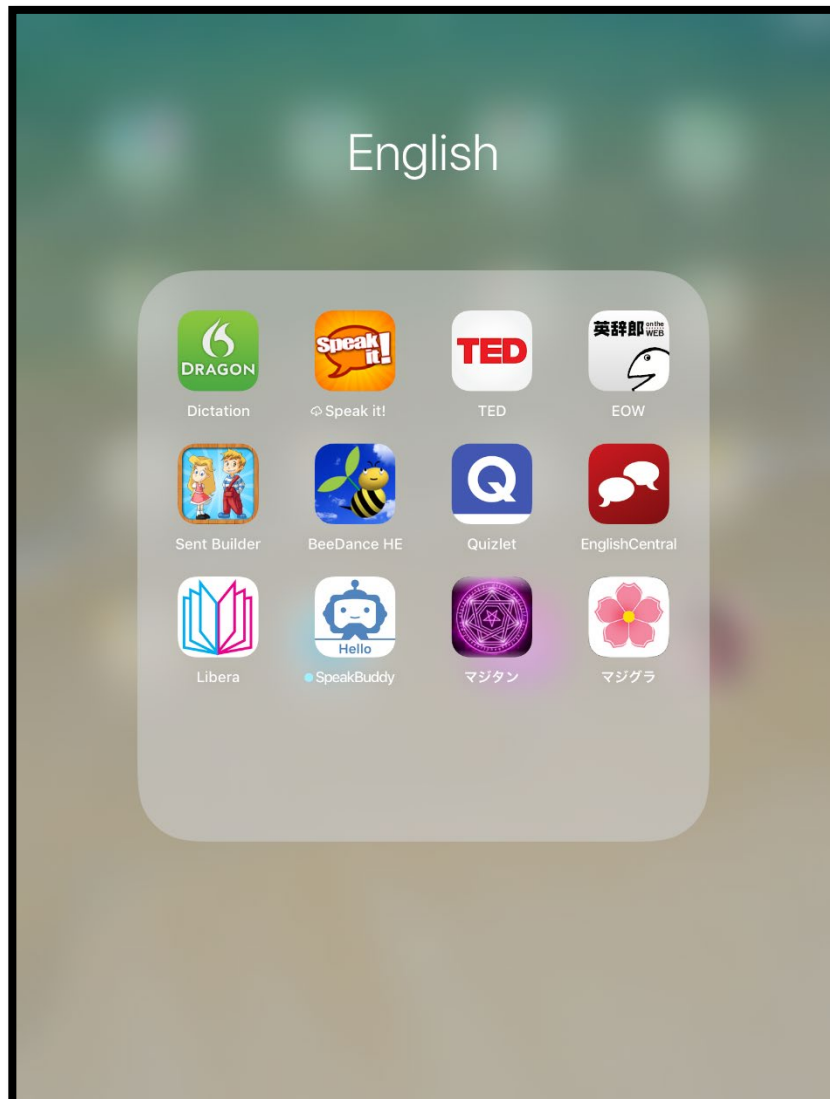 English
DRAGON
Speak it!
TED
英辞郎 on the WEB
Dictation
Speak it!
TED
EOW
Q
Sent Builder
BeeDance HE
Quizlet
EnglishCentral
Hello
Libera
SpeakBuddy
マジタン
マジグラ